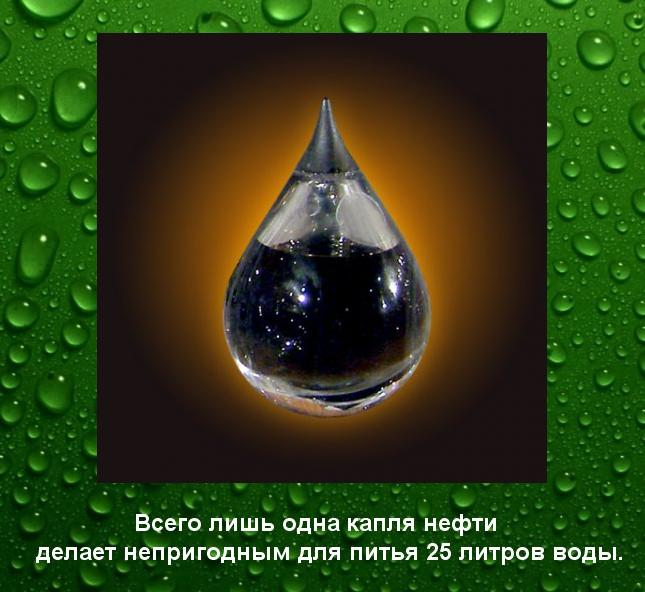 Всего лишь одна капля нефти
делает непригодным для питья 25 литров воды.